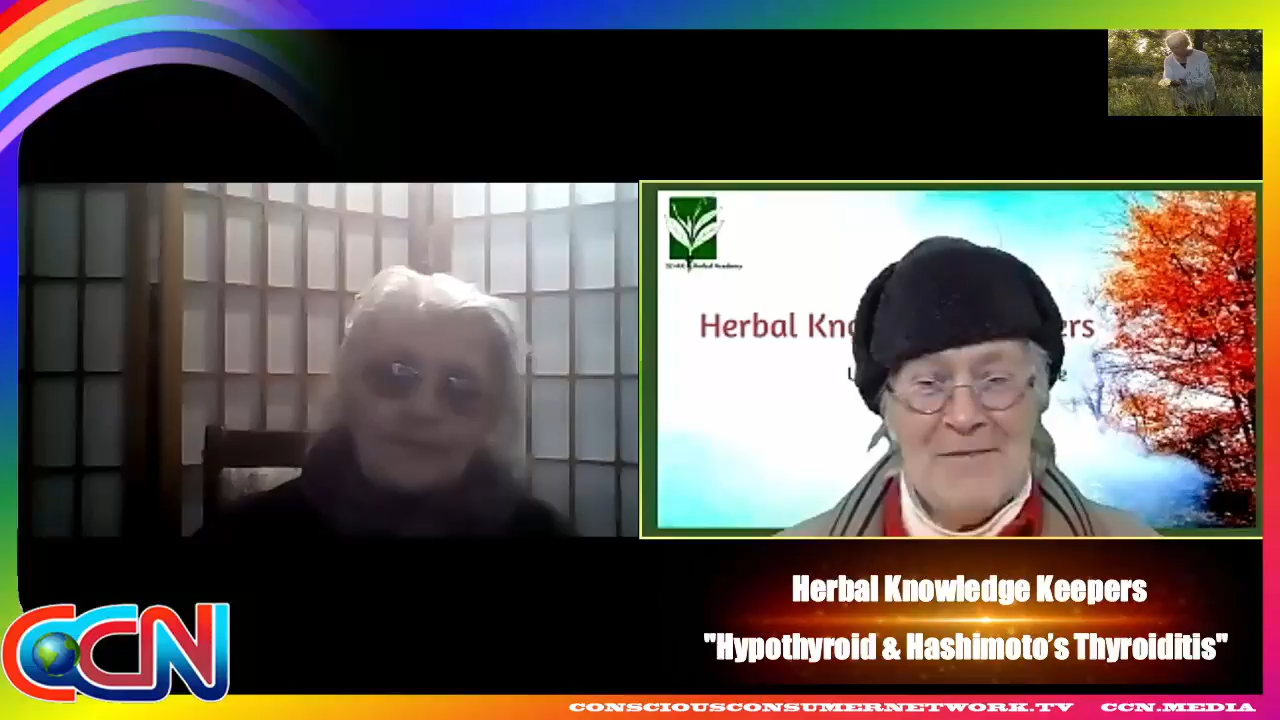 Herbal Kno ers
CCN
Herbal Knowledge Keepers
"Hypothyroid & Hashimoto’s Thyroiditis"
CONSCIOUSCONSUMERNETWORK.TV CCN.MEDIA